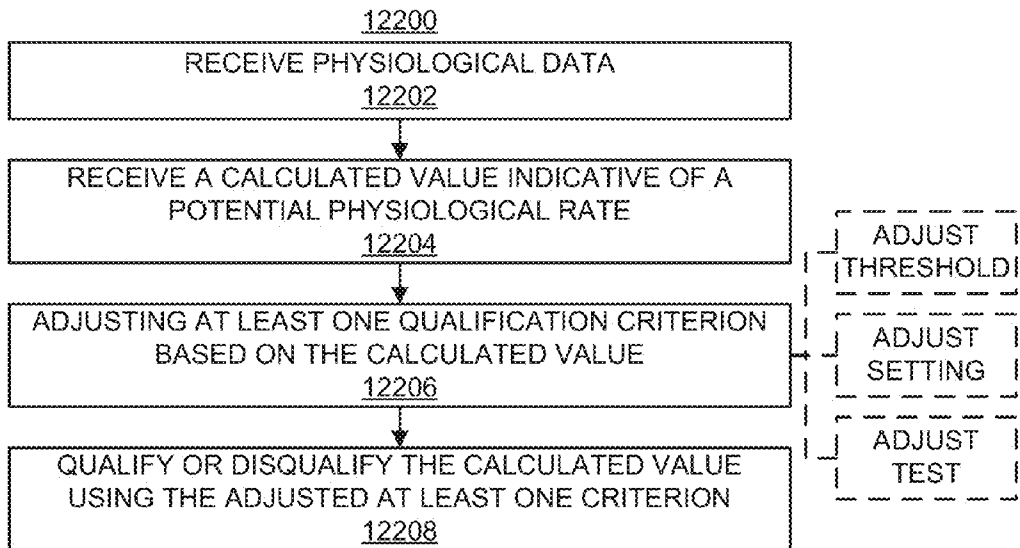 12200
RECEIVE PHYSIOLOGICAL DATA
12202
RECEIVE A CALCULATED VALUE INDICATIVE OF A
POTENTIAL PHYSIOLOGICAL RATE
12204
ADJUSTING AT LEAST ONE QUALIFICATION CRITERION
BASED ON THE CALCULATED VALUE
12206
ADJUST
THRESHOLD
ADJUST
SETTING
ADJUST
TEST
QUALIFY OR DISQUALIFY THE CALCULATED VALUE
USING THE ADJUSTED AT LEAST ONE CRITERION
12208